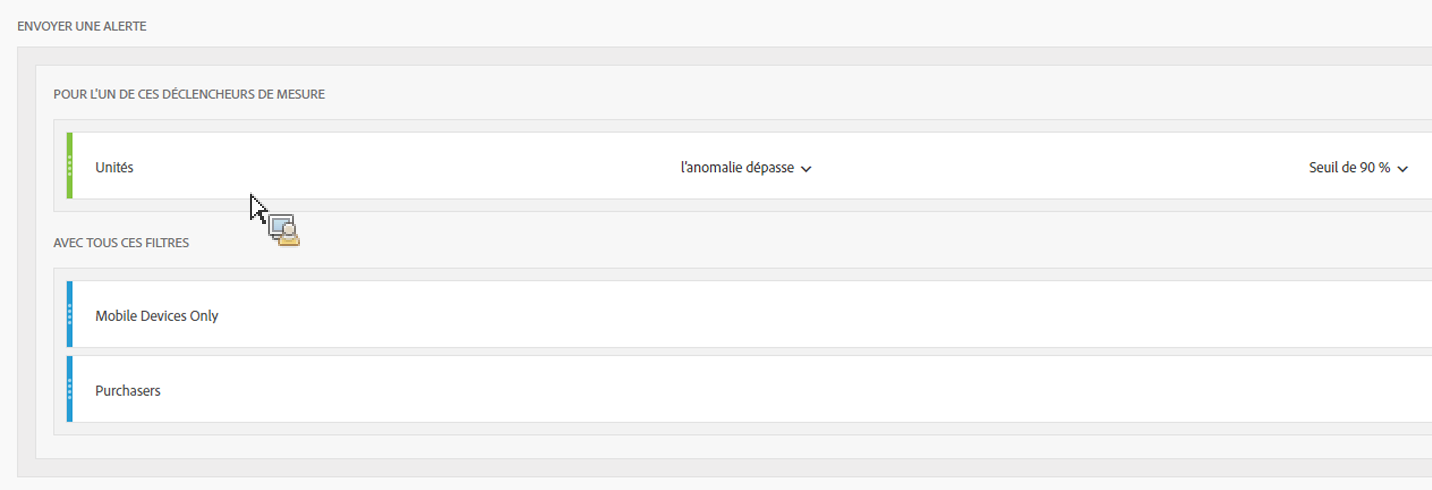 ENVOYER UNE ALERTE
POUR L'UN DE CES DÉCLENCHEURS DE MESURE
Unités l'anomalie dépasse Seuil de 90 %
AVEC TOUS CES FILTRES
Mobile Devices Only
Purchasers